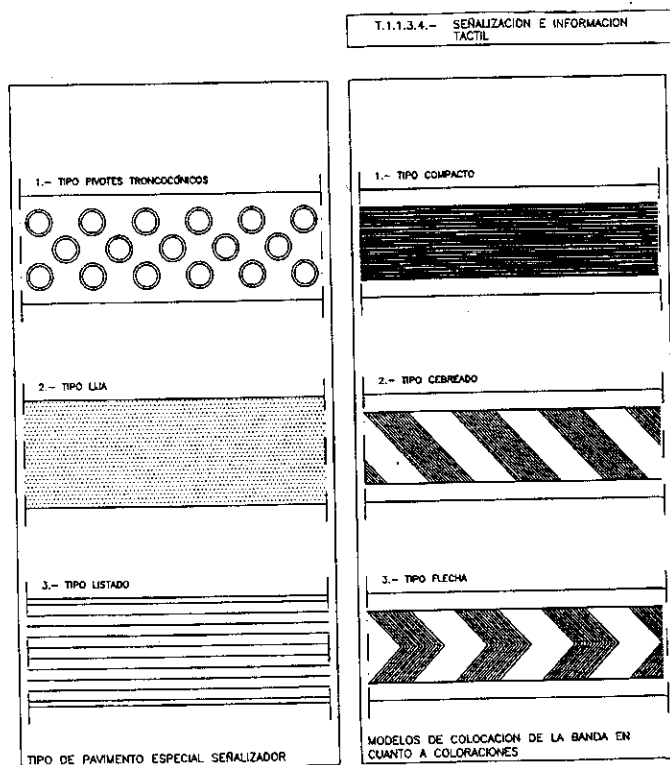 T.1.1.3.4.- SEÑALIZACION E INFORMACION
TACTIL
1.- TIPO PIVOTES TRONCOCÓNICOS
2.- TIPO LIJA
3.- TIPO LISTADO
TIPO DE PAVIMENTO ESPECIAL SEÑALIZADOR
1.- TIPO COMPACTO
2.- TIPO CEBREADO
3.- TIPO FLECHA
MODELOS DE COLOCACION DE LA BANDA EN
CUANTO A COLORACIONES